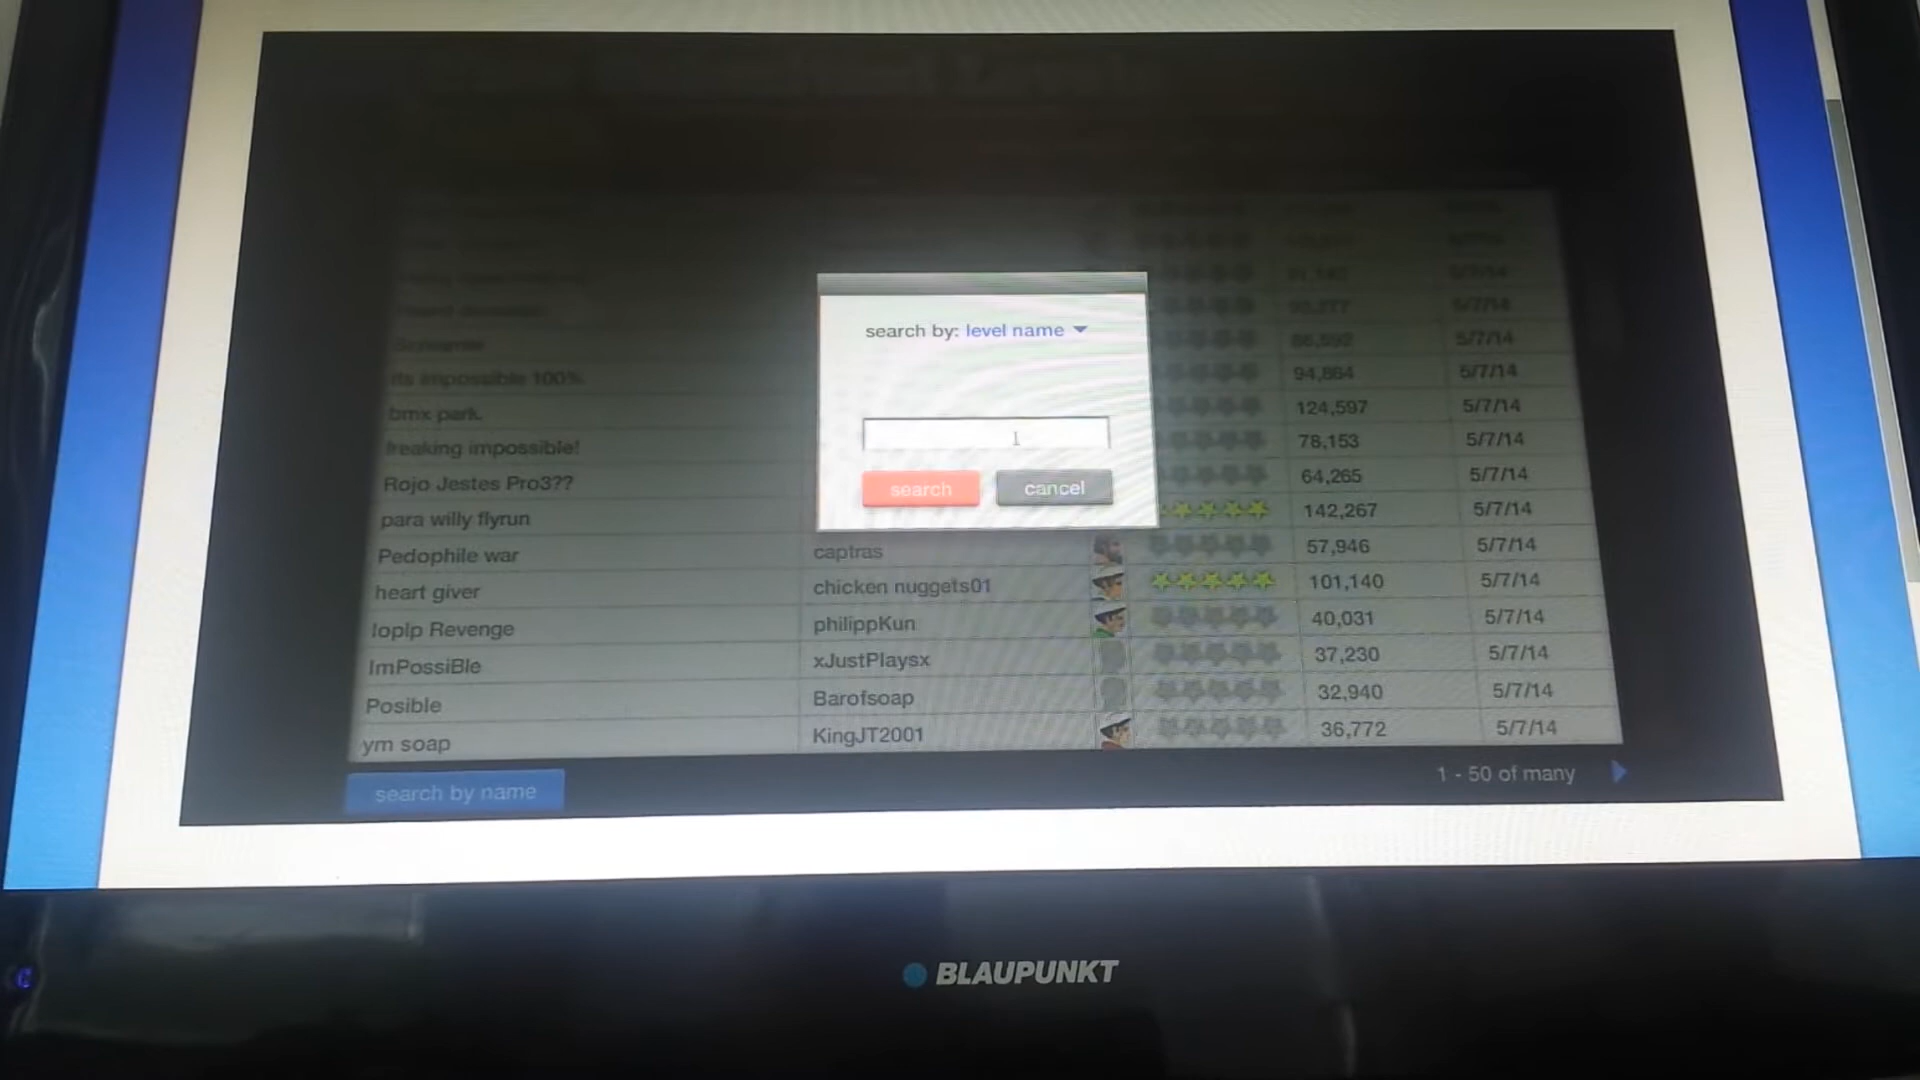 search by: level name
search cancel
its impossible 100% 94,864 5/7/14
bmx park. 124,597 5/7/14
freaking impossible! 78,153 5/7/14
Rojo Jestes Pro3?? 64,265 5/7/14
para willy flyrun 142,267 5/7/14
Pedophile war captras 57,946 5/7/14
heart giver chicken nuggets01 101,140 5/7/14
loplp Revenge philippKun 40,031 5/7/14
ImPossiBle xJustPlaysx 37,230 5/7/14
Posible Barofsoap 32,940 5/7/14
ym soap KingJT2001 36,772 5/7/14
search by name 1 - 50 of many
BLAUPUNKT